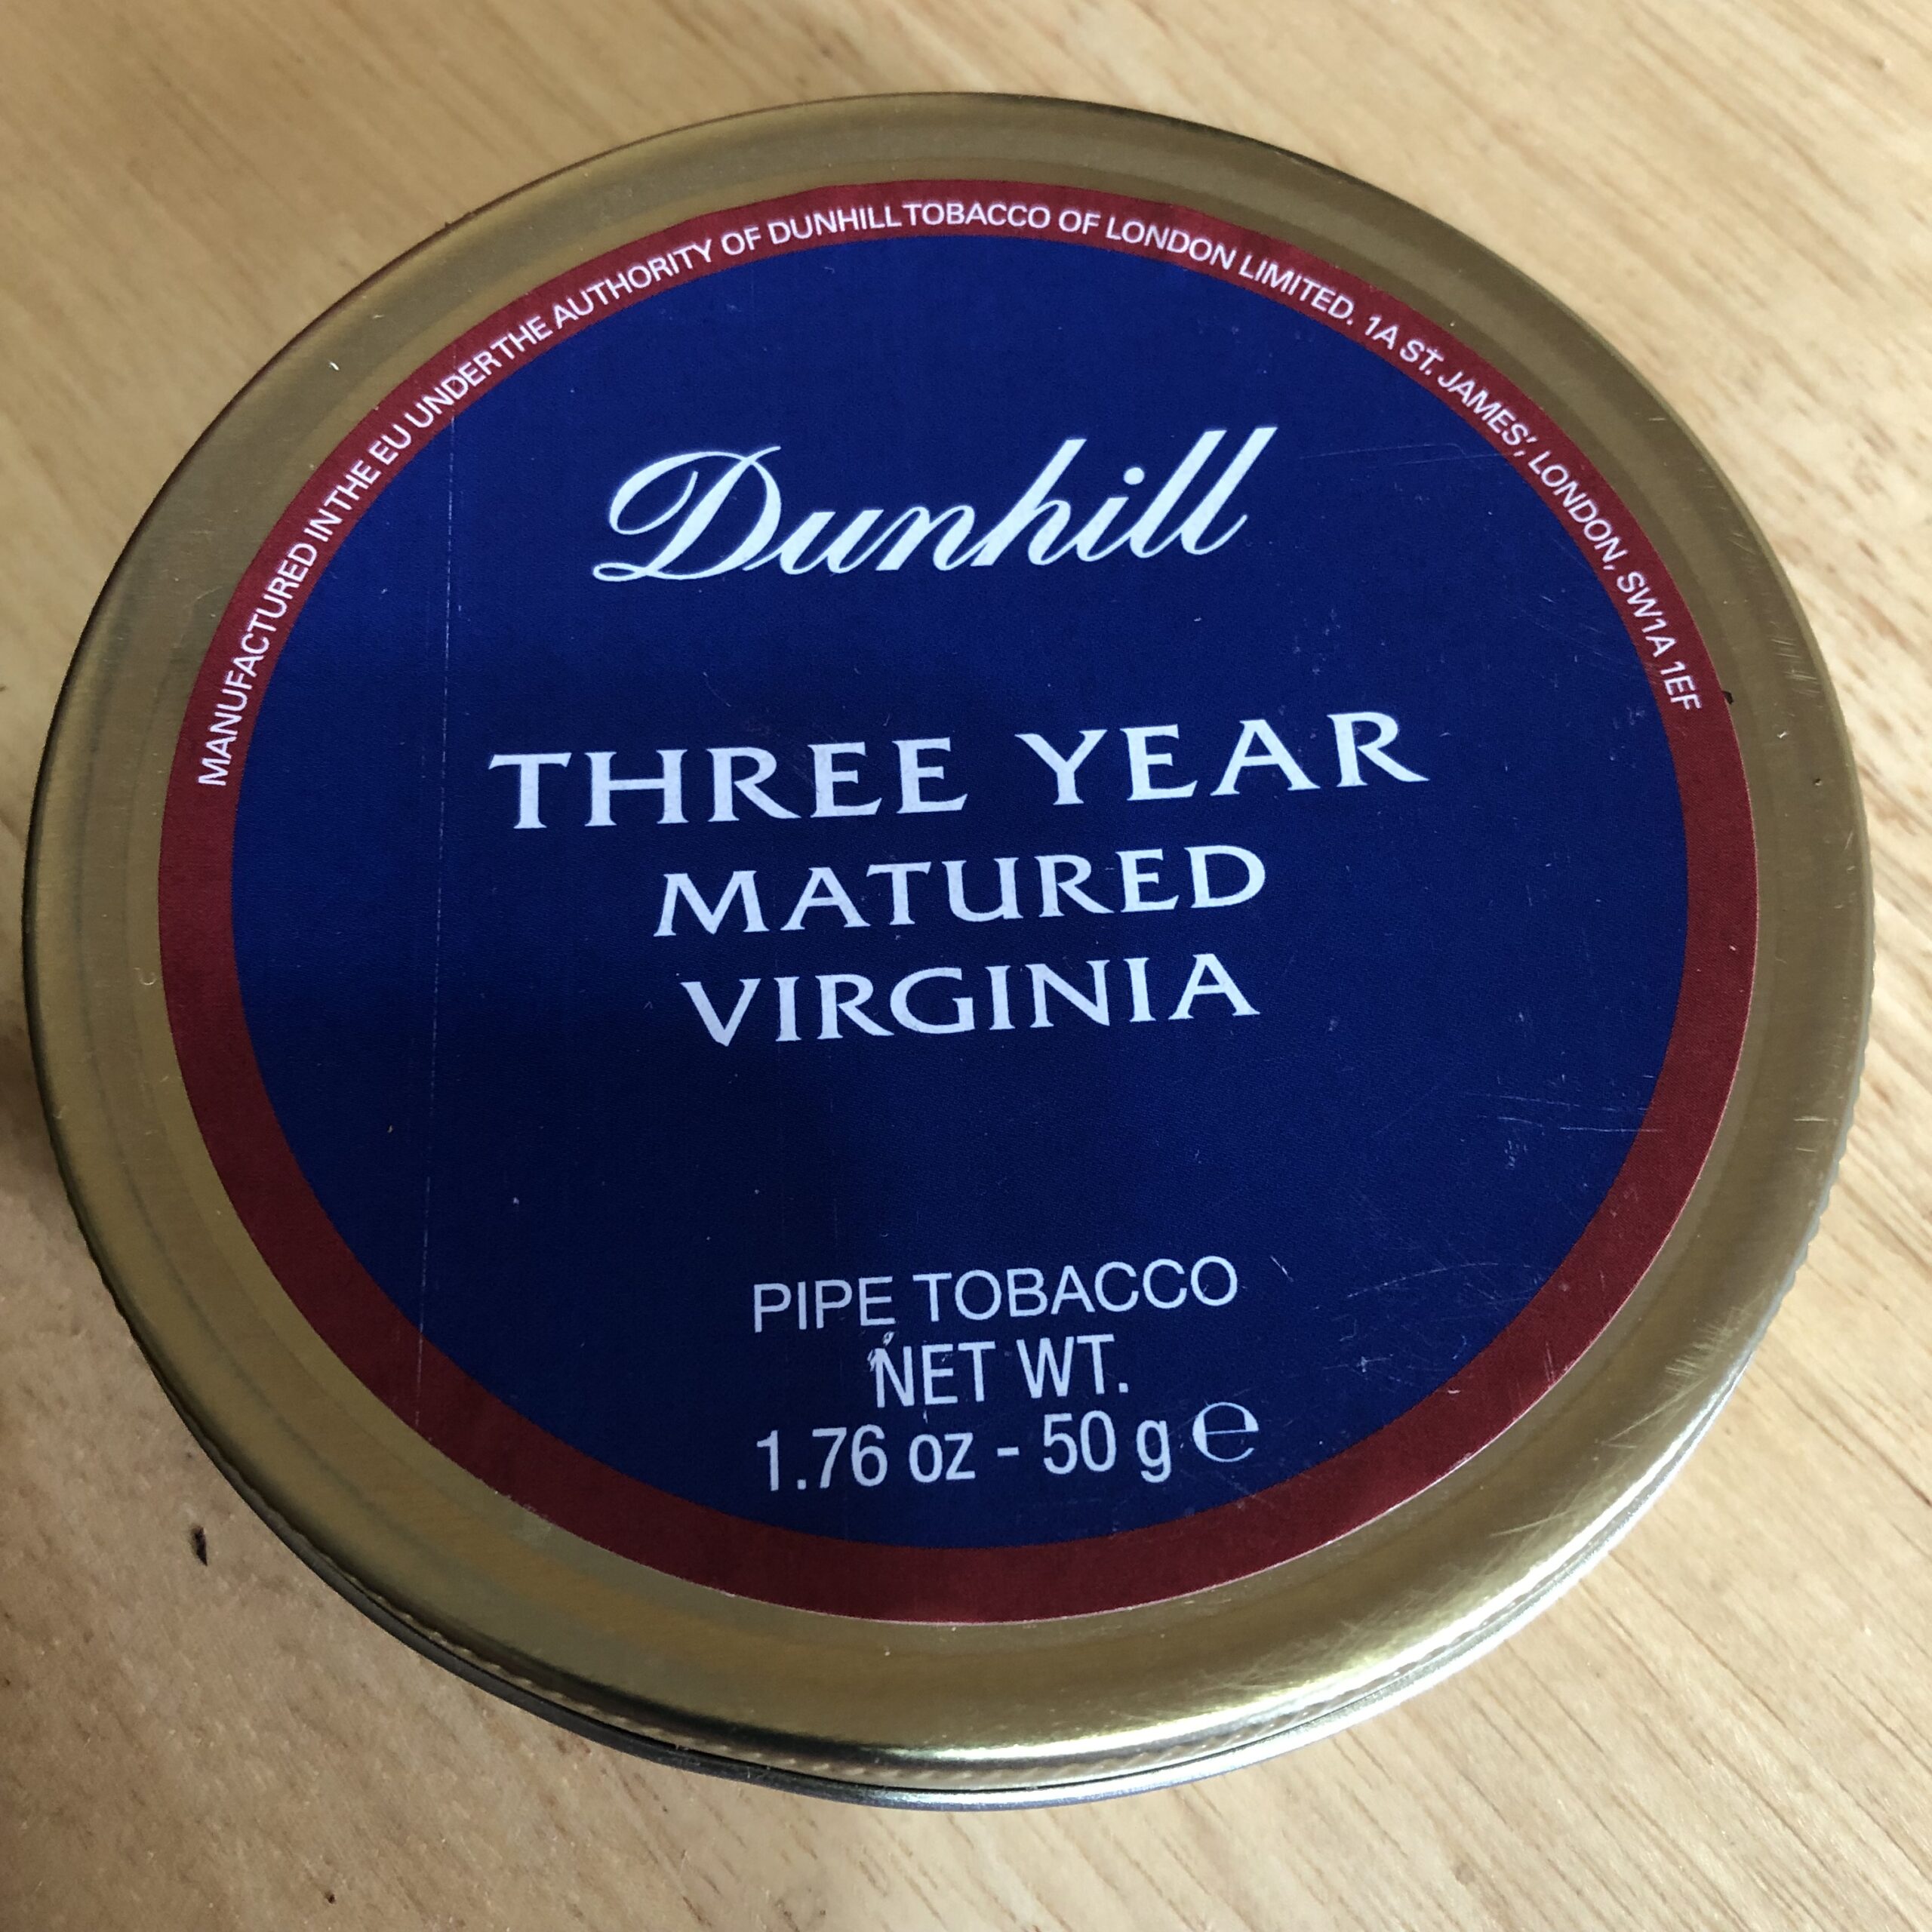 MANUFACTURED IN THE EU UNDER THE AUTHORITY OF DUNHILL TOBACCO OF LONDON LIMITED. 1A ST. JAMES', LONDON, SW1A 1EF
Dunhill
THREE YEAR
MATURED
VIRGINIA
PIPE TOBACCO
NET WT.
1.76 oz - 50 g ℮